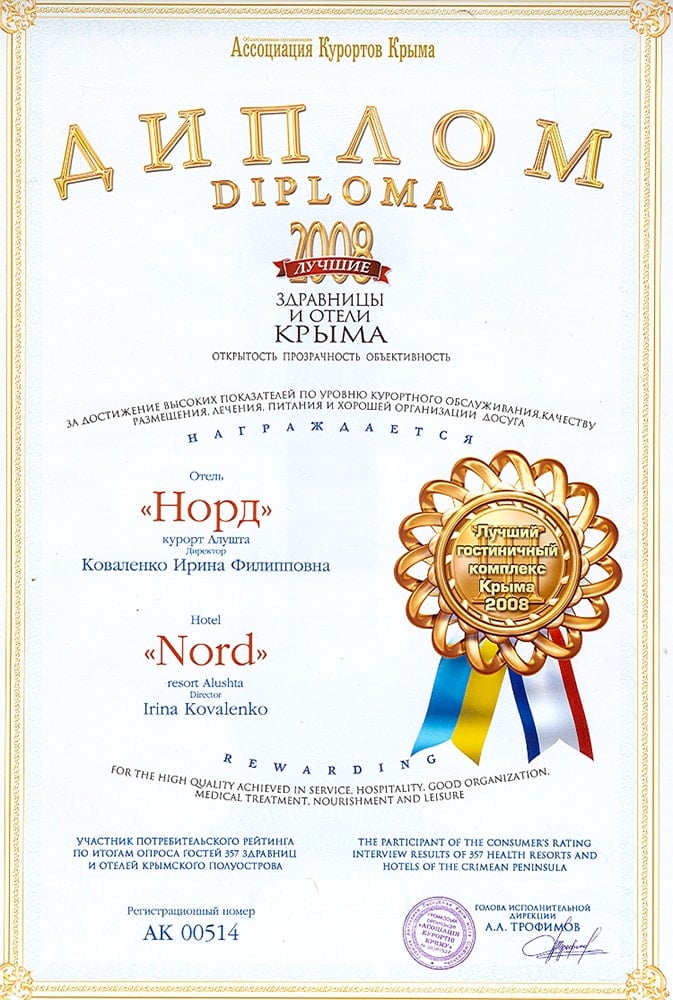 Общественная организация
Ассоциация Курортов Крыма
ДИПЛОМ
DIPLOMA
2008
ЛУЧШИЕ
ЗДРАВНИЦЫ
И ОТЕЛИ
КРЫМА
ОТКРЫТОСТЬ ПРОЗРАЧНОСТЬ ОБЪЕКТИВНОСТЬ
ЗА ДОСТИЖЕНИЕ ВЫСОКИХ ПОКАЗАТЕЛЕЙ ПО УРОВНЮ КУРОРТНОГО ОБСЛУЖИВАНИЯ, КАЧЕСТВУ
РАЗМЕЩЕНИЯ, ЛЕЧЕНИЯ, ПИТАНИЯ И ХОРОШЕЙ ОРГАНИЗАЦИИ ДОСУГА
НАГРАЖДАЕТСЯ
Отель
«Норд»
курорт Алушта
Директор
Коваленко Ирина Филипповна
Лучший
гостиничный
комплекс
Крыма
2008
III
Hotel
«Nord»
resort Alushta
Director
Irina Kovalenko
REWARDING
FOR THE HIGH QUALITY ACHIEVED IN SERVICE, HOSPITALITY, GOOD ORGANIZATION,
MEDICAL TREATMENT, NOURISHMENT AND LEISURE
УЧАСТНИК ПОТРЕБИТЕЛЬСКОГО РЕЙТИНГА
ПО ИТОГАМ ОПРОСА ГОСТЕЙ 357 ЗДРАВНИЦ
И ОТЕЛЕЙ КРЫМСКОГО ПОЛУОСТРОВА
THE PARTICIPANT OF THE CONSUMER'S RATING
INTERVIEW RESULTS OF 357 HEALTH RESORTS AND
HOTELS OF THE CRIMEAN PENINSULA
Регистрационный номер
АК 00514
АСОЦІАЦІЯ
КУРОРТІВ
КРИМУ
ГОЛОВА ИСПОЛНИТЕЛЬНОЙ
ДИРЕКЦИИ
А.А. ТРОФИМОВ